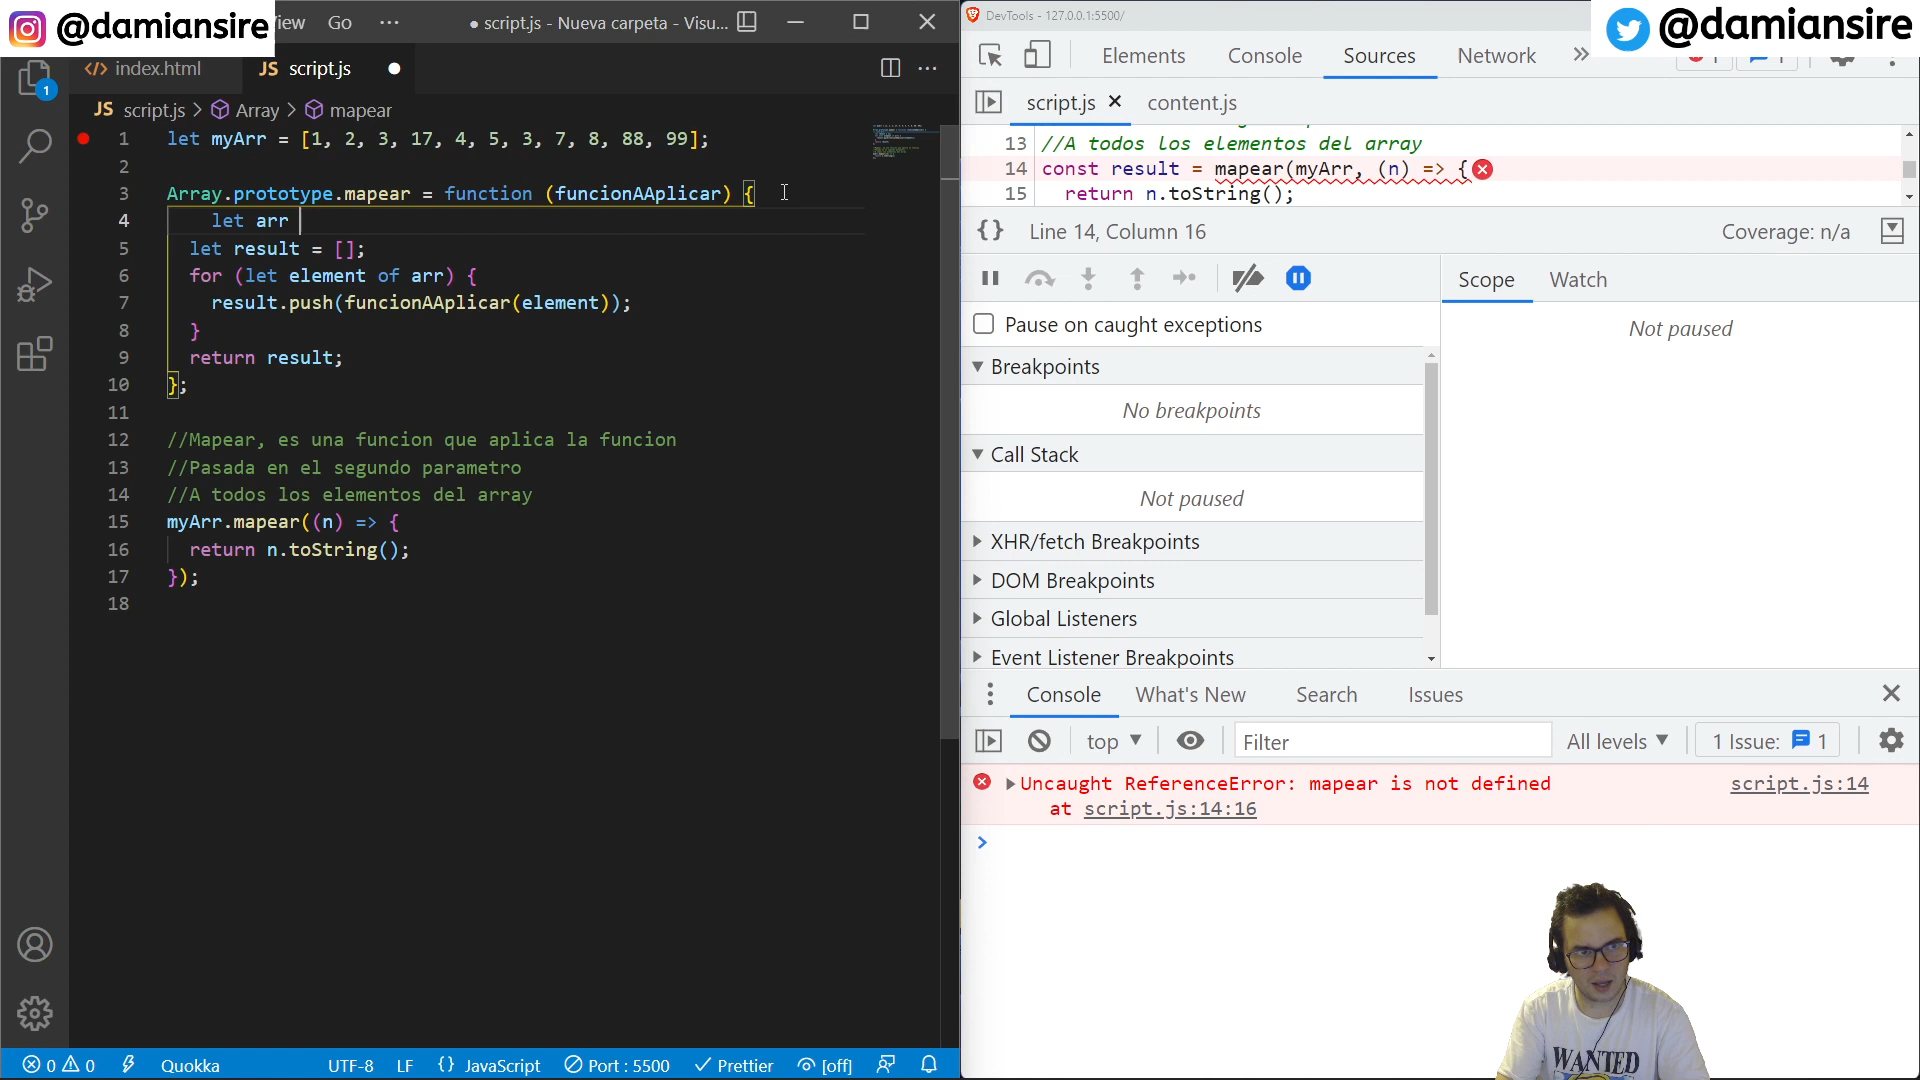 @damiansire
View Go ···
● script.js - Nueva carpeta - Visu...
index.html
JS script.js ●
1
JS script.js > Array > mapear
1 let myArr = [1, 2, 3, 17, 4, 5, 3, 7, 8, 88, 99];
2
3 Array.prototype.mapear = function (funcionAAplicar) {
4 let arr
5 let result = [];
6 for (let element of arr) {
7 result.push(funcionAAplicar(element));
8 }
9 return result;
10 };
11
12 //Mapear, es una funcion que aplica la funcion
13 //Pasada en el segundo parametro
14 //A todos los elementos del array
15 myArr.mapear((n) => {
16 return n.toString();
17 });
18
0 0 Quokka UTF-8 LF {} JavaScript Port : 5500 Prettier [off]
DevTools - 127.0.0.1:5500/
@damiansire
Elements Console Sources Network »
script.js × content.js
13 //A todos los elementos del array
14 const result = mapear(myArr, (n) => {
15 return n.toString();
{} Line 14, Column 16 Coverage: n/a
Scope Watch
Not paused
Pause on caught exceptions
Breakpoints
No breakpoints
Call Stack
Not paused
XHR/fetch Breakpoints
DOM Breakpoints
Global Listeners
Event Listener Breakpoints
Console What's New Search Issues
top Filter All levels 1 Issue: 1
Uncaught ReferenceError: mapear is not defined script.js:14
at script.js:14:16
>
WANTED